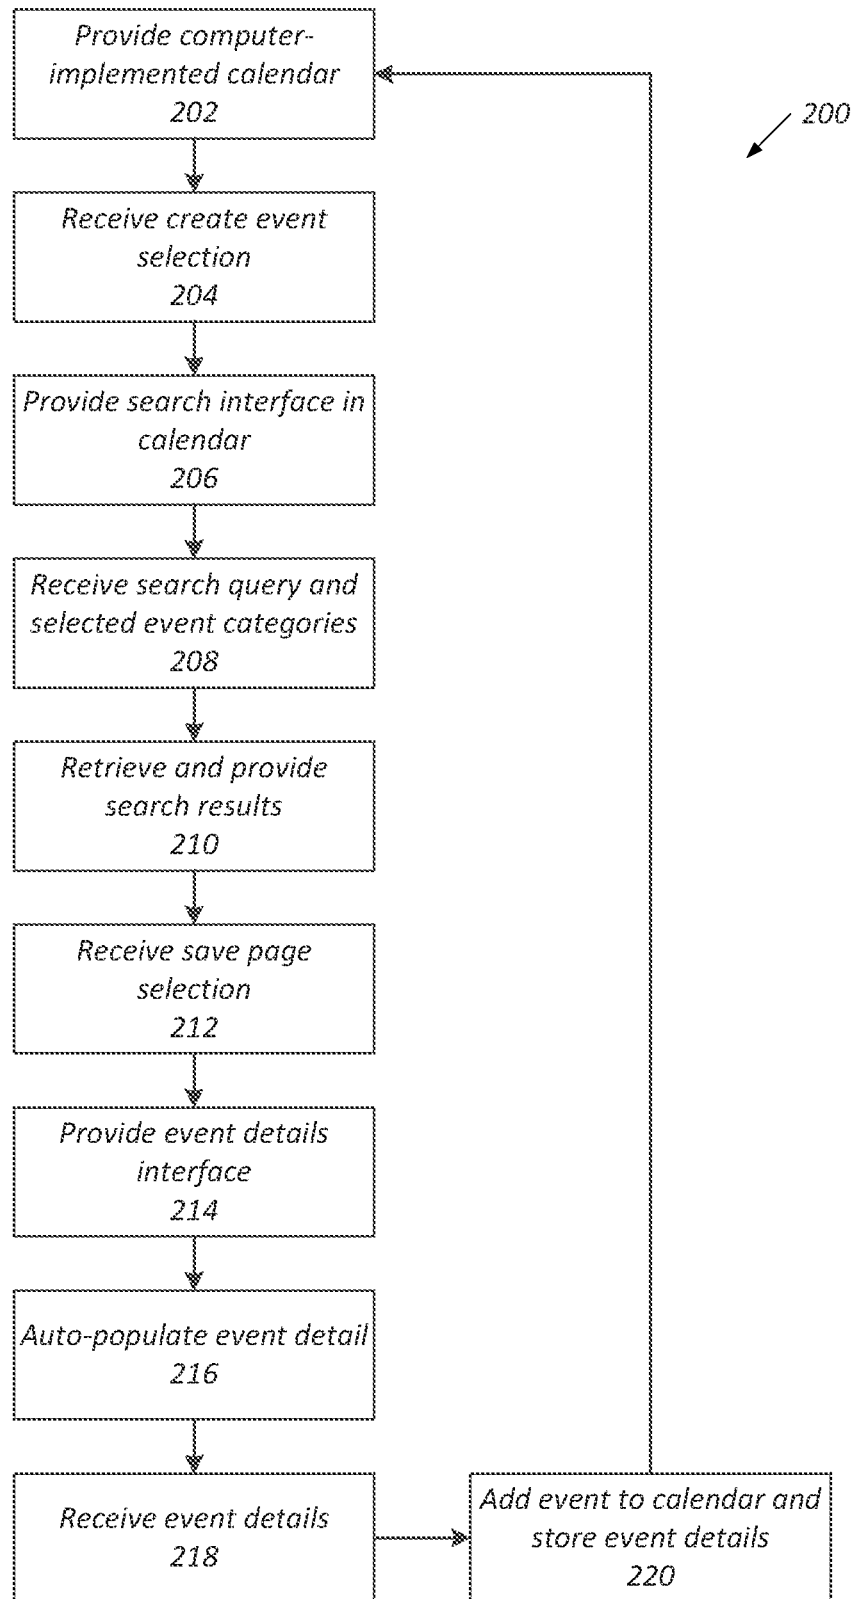 Provide computer-
implemented calendar
202
200
Receive create event
selection
204
Provide search interface in
calendar
206
Receive search query and
selected event categories
208
Retrieve and provide
search results
210
Receive save page
selection
212
Provide event details
interface
214
Auto-populate event detail
216
Receive event details
218
Add event to calendar and
store event details
220